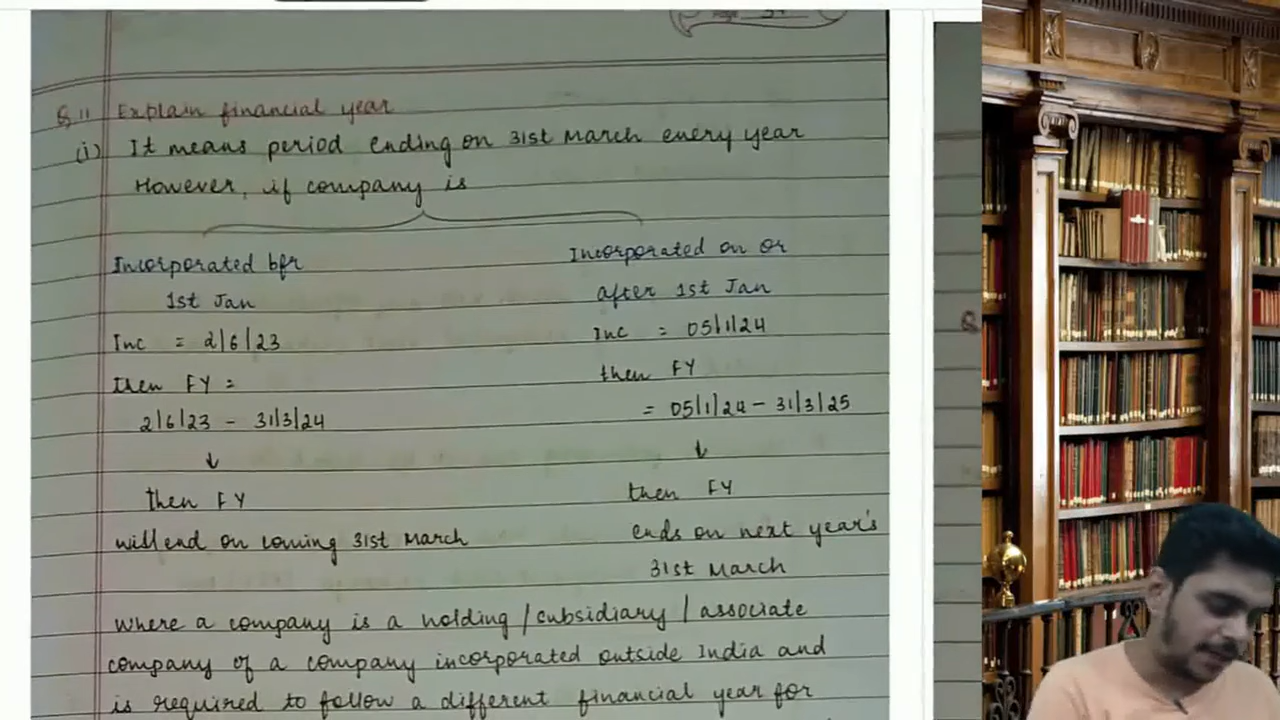 Q 11 Explain financial year
(i) It means period ending on 31st March every year
However, if company is
Incorporated bfr
1st Jan
Inc = 2/6/23
then FY =
2/6/23 - 31/3/24
↓
then FY
will end on coming 31st March
Incorporated on or
after 1st Jan
Inc = 05/1/24
then FY
= 05/1/24 - 31/3/25
↓
then FY
ends on next year's
31st March
where a company is a holding / subsidiary / associate
company of a company incorporated outside India and
is required to follow a different financial year for